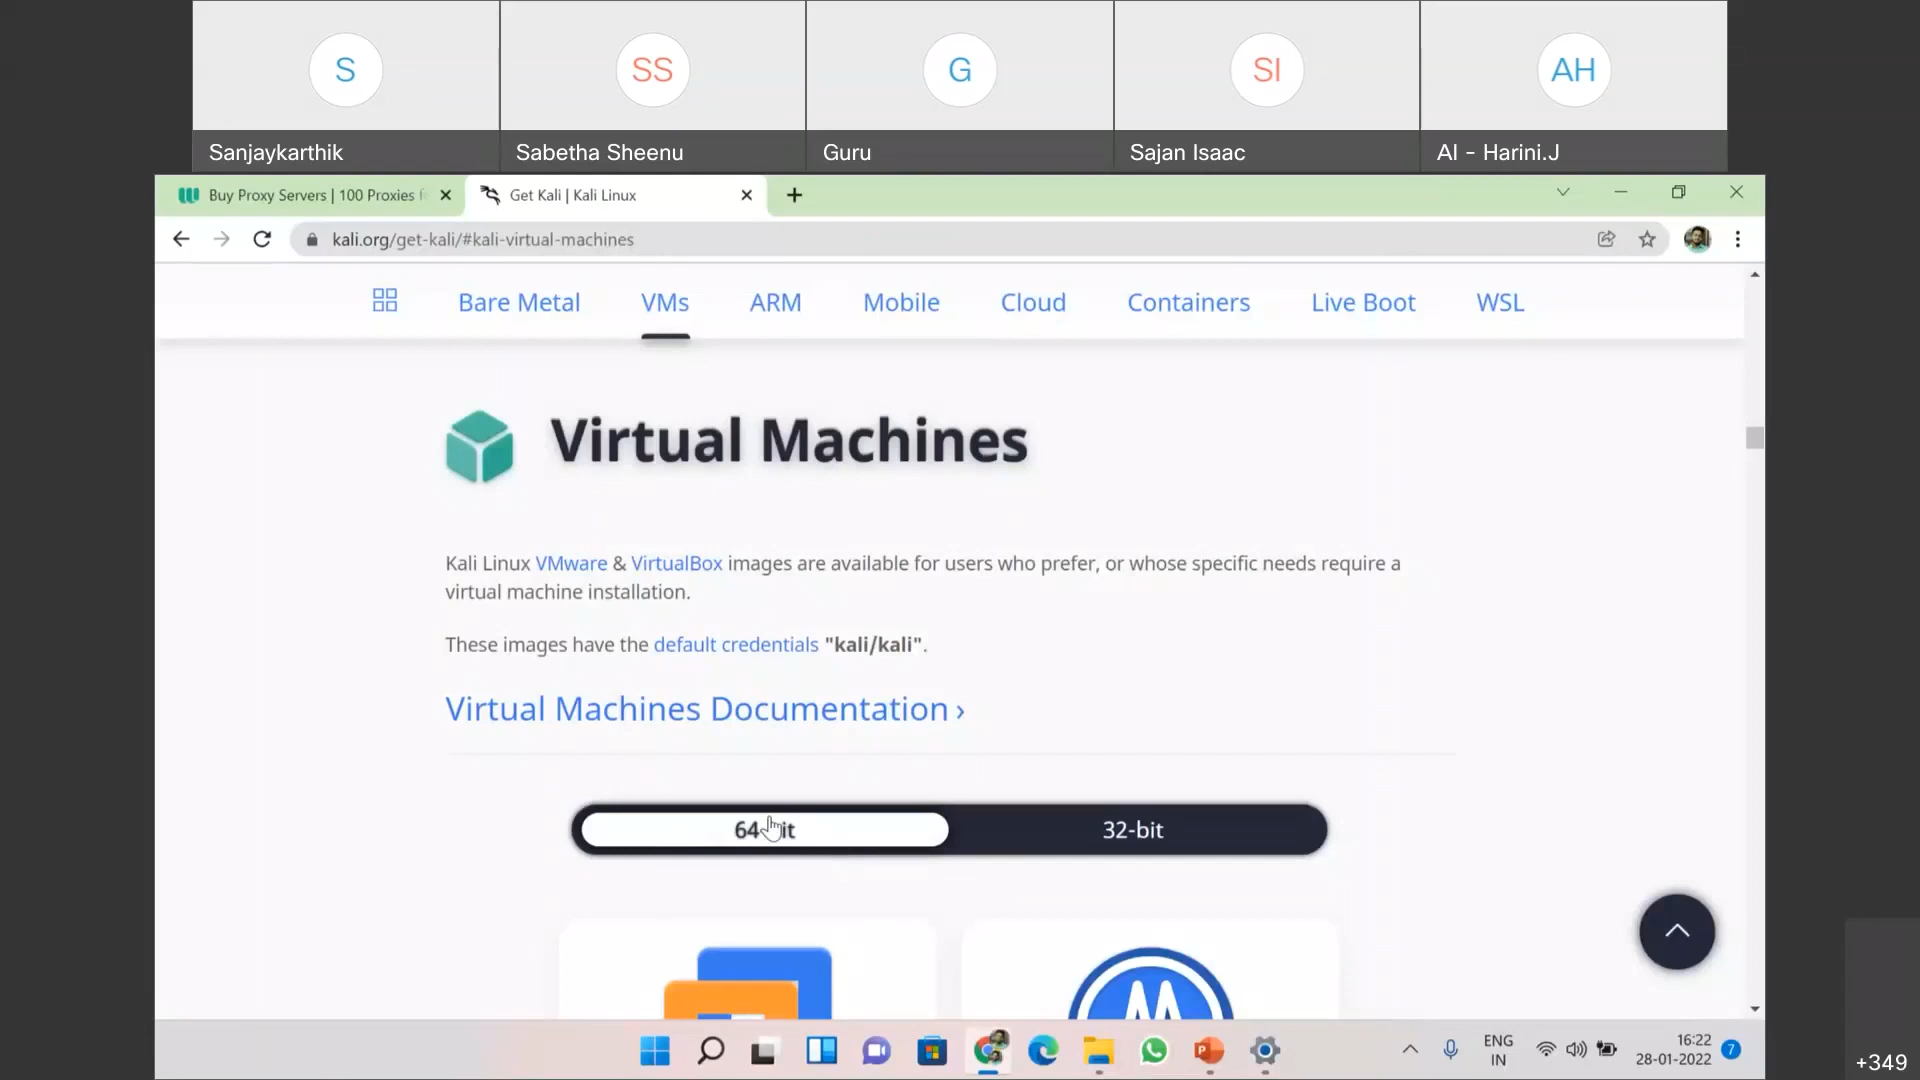 S
SS
G
SI
AH
Sanjaykarthik
Sabetha Sheenu
Guru
Sajan Isaac
AI - Harini.J
Buy Proxy Servers | 100 Proxies
Get Kali | Kali Linux
kali.org/get-kali/#kali-virtual-machines
Bare Metal
VMs
ARM
Mobile
Cloud
Containers
Live Boot
WSL
Virtual Machines
Kali Linux VMware & VirtualBox images are available for users who prefer, or whose specific needs require a
virtual machine installation.
These images have the default credentials "kali/kali".
Virtual Machines Documentation ›
64-bit
32-bit
ENG
IN
16:22
28-01-2022
7
+349